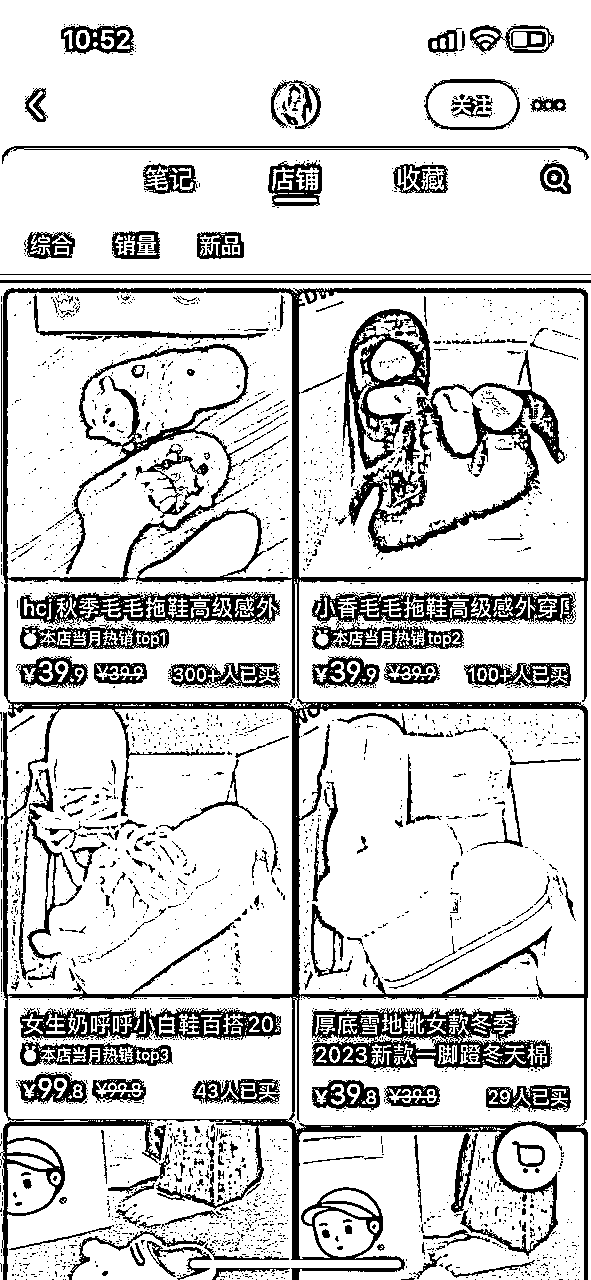 10:52
关注
笔记 店铺 收藏
综合 销量 新品
hcj秋季毛毛拖鞋高级感外
本店当月热销top1
¥39.9 ¥39.9 300+人已买
小香毛毛拖鞋高级感外穿
本店当月热销top2
¥39.9 ¥39.9 100+人已买
女生奶呼呼小白鞋百搭20
本店当月热销top3
¥99.8 ¥99.8 43人已买
厚底雪地靴女款冬季
2023新款一脚蹬冬天棉
¥39.8 ¥39.8 29人已买